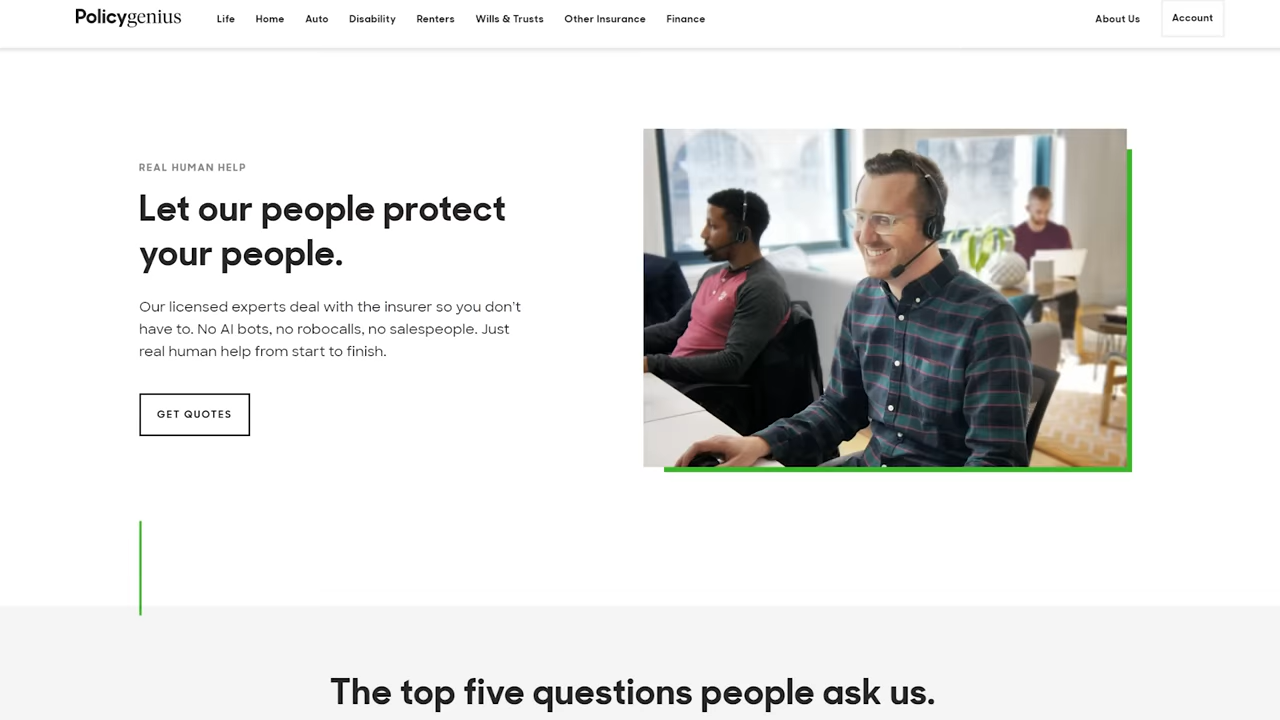 Policygenius Life Home Auto Disability Renters Wills & Trusts Other Insurance Finance About Us Account
REAL HUMAN HELP
Let our people protect
your people.
Our licensed experts deal with the insurer so you don't
have to. No AI bots, no robocalls, no salespeople. Just
real human help from start to finish.
GET QUOTES
The top five questions people ask us.